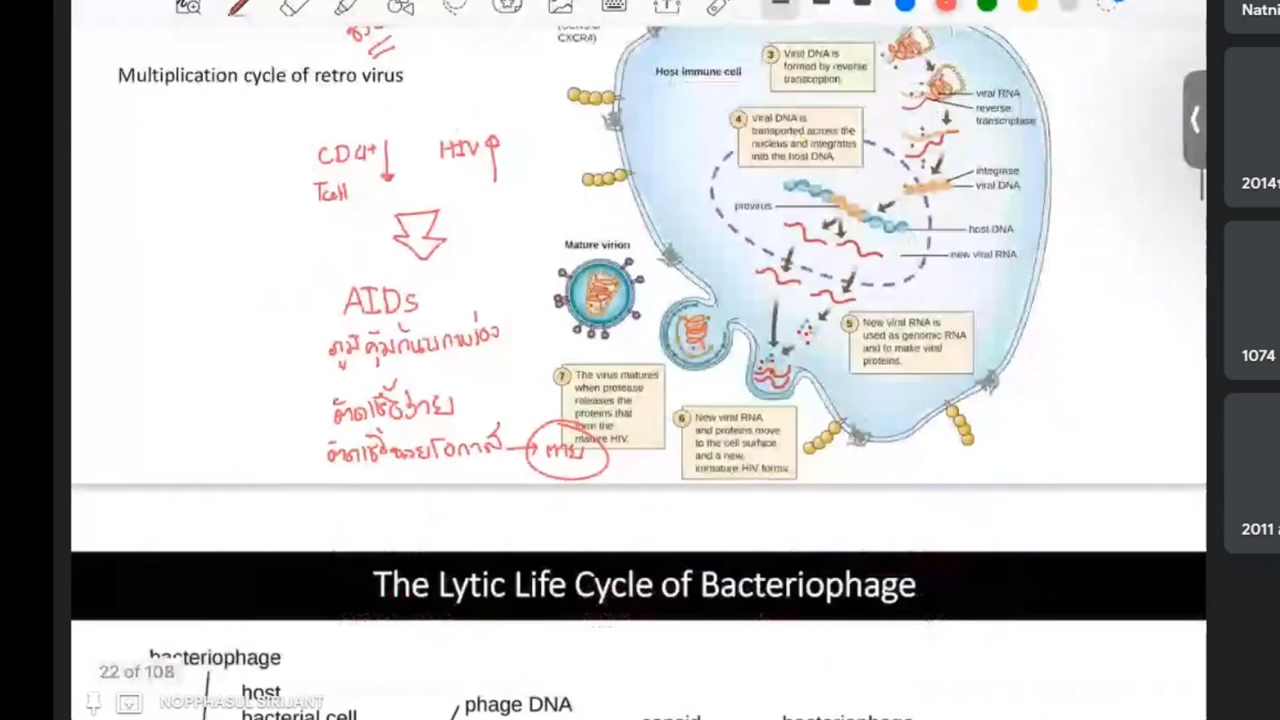 Natni
CXCR4)
Multiplication cycle of retro virus
Host immune cell
3 Viral DNA is
formed by reverse
transcription.
viral RNA
reverse
transcriptase
4 Viral DNA is
transported across the
nucleus and integrates
into the host DNA.
CD4+ HIV
Tcell
integrase
viral DNA
2014
provirus
host DNA
Mature virion
new viral RNA
AIDs
ภูมิคุ้มกันบกพร่อง
5 New viral RNA is
used as genomic RNA
and to make viral
proteins.
1074
7 The virus matures
when protease
releases the
proteins that
form the
mature HIV.
ติดเชื้อง่าย
ติดเชื้อฉวยโอกาส
ตาย
6 New viral RNA
and proteins move
to the cell surface
and a new,
immature HIV forms.
2011
The Lytic Life Cycle of Bacteriophage
bacteriophage
22 of 108
host
bacterial cell
NOPPHASUL SIRIJANT
phage DNA
capsid
bacteriophage